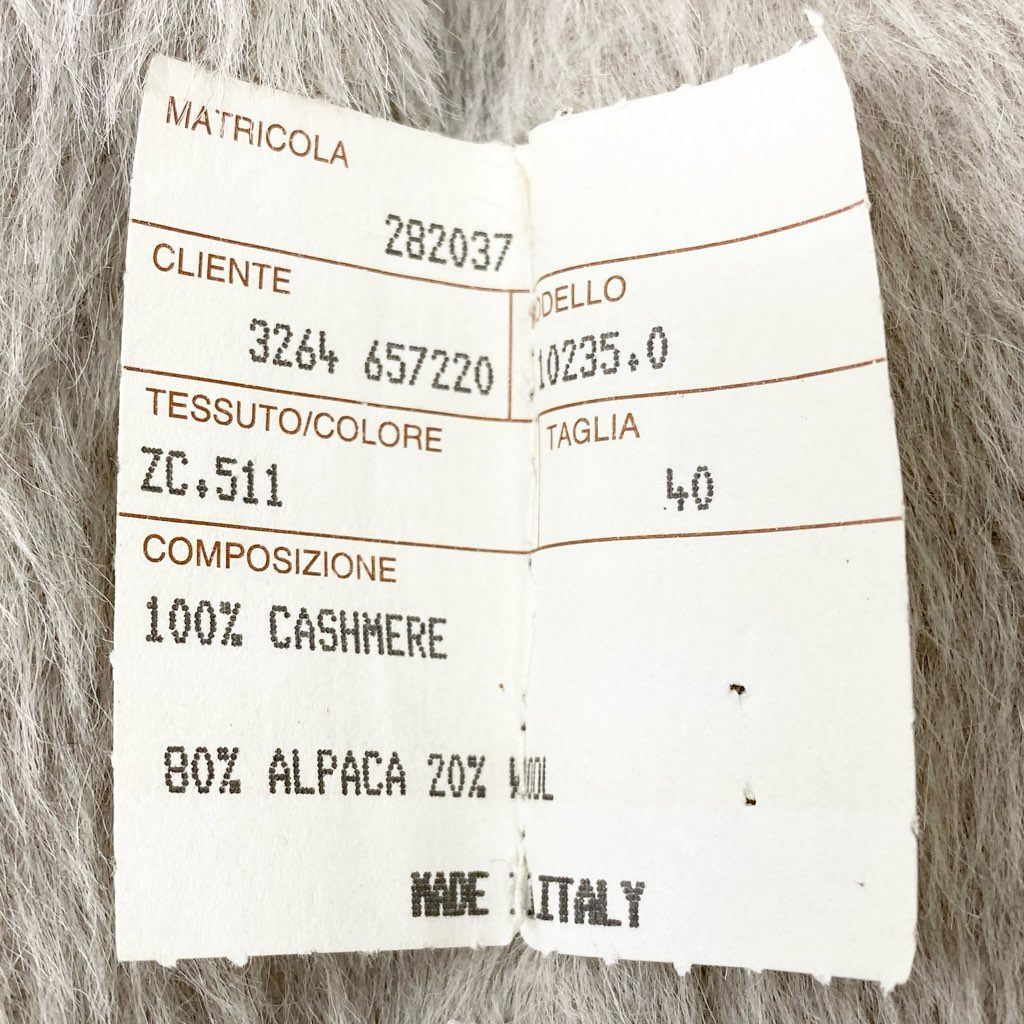 MATRICOLA
282037
CLIENTE
3264 657220
ODELLO
10235.0
TESSUTO/COLORE
ZC.511
TAGLIA
40
COMPOSIZIONE
100% CASHMERE
80% ALPACA 20% WOOL
MADE ITALY